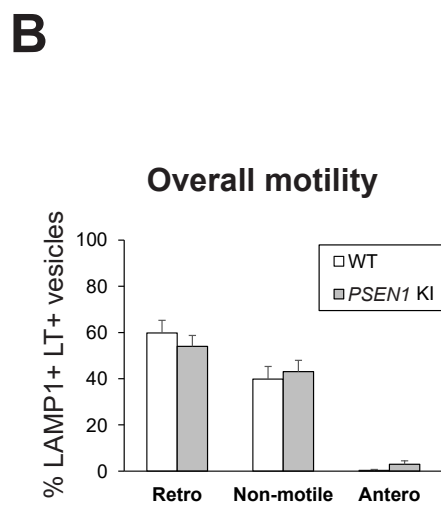 B
Overall motility
% LAMP1+ LT+ vesicles
100
80
60
40
20
0
WT
PSEN1 KI
Retro Non-motile Antero